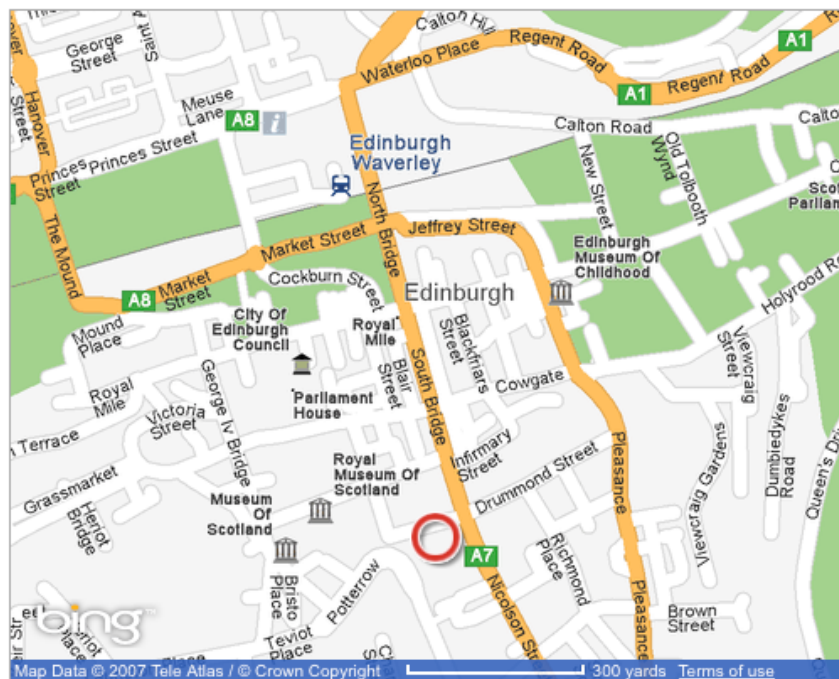 George
Street
Saint
Hanover
Street
Meuse
Lane
A8
Princes Street
Princes
Street
The Mound
Calton Hill
Waterloo Place
Regent Road
A1
A1
Regent Road
Calton Road
Calton
New Street
Old Tolbooth
Wynd
Edinburgh
Waverley
North Bridge
Jeffrey Street
Market Street
Market
Street
A8
Cockburn Street
Edinburgh
Edinburgh
Museum Of
Childhood
Holyrood
Mound
Place
City Of
Edinburgh
Council
Royal
Mile
Blair
Street
Blackfriars
Street
South Bridge
Cowgate
Viewcraig
Street
Royal
Mile
Victoria
Street
George Iv Bridge
Parliament
House
Terrace
Grassmarket
Heriot
Bridge
Royal
Museum Of
Scotland
Museum
Of
Scotland
Infirmary
Street
Drummond Street
Pleasance
Viewcraig Gardens
Dumbiedykes
Road
Queen's
A7
Richmond
Place
Nicolson Street
Pleasance
Brown
Street
Bristo
Place
Potterrow
Teviot
Place
bing
Place
Map Data © 2007 Tele Atlas / © Crown Copyright
300 yards
Terms of use